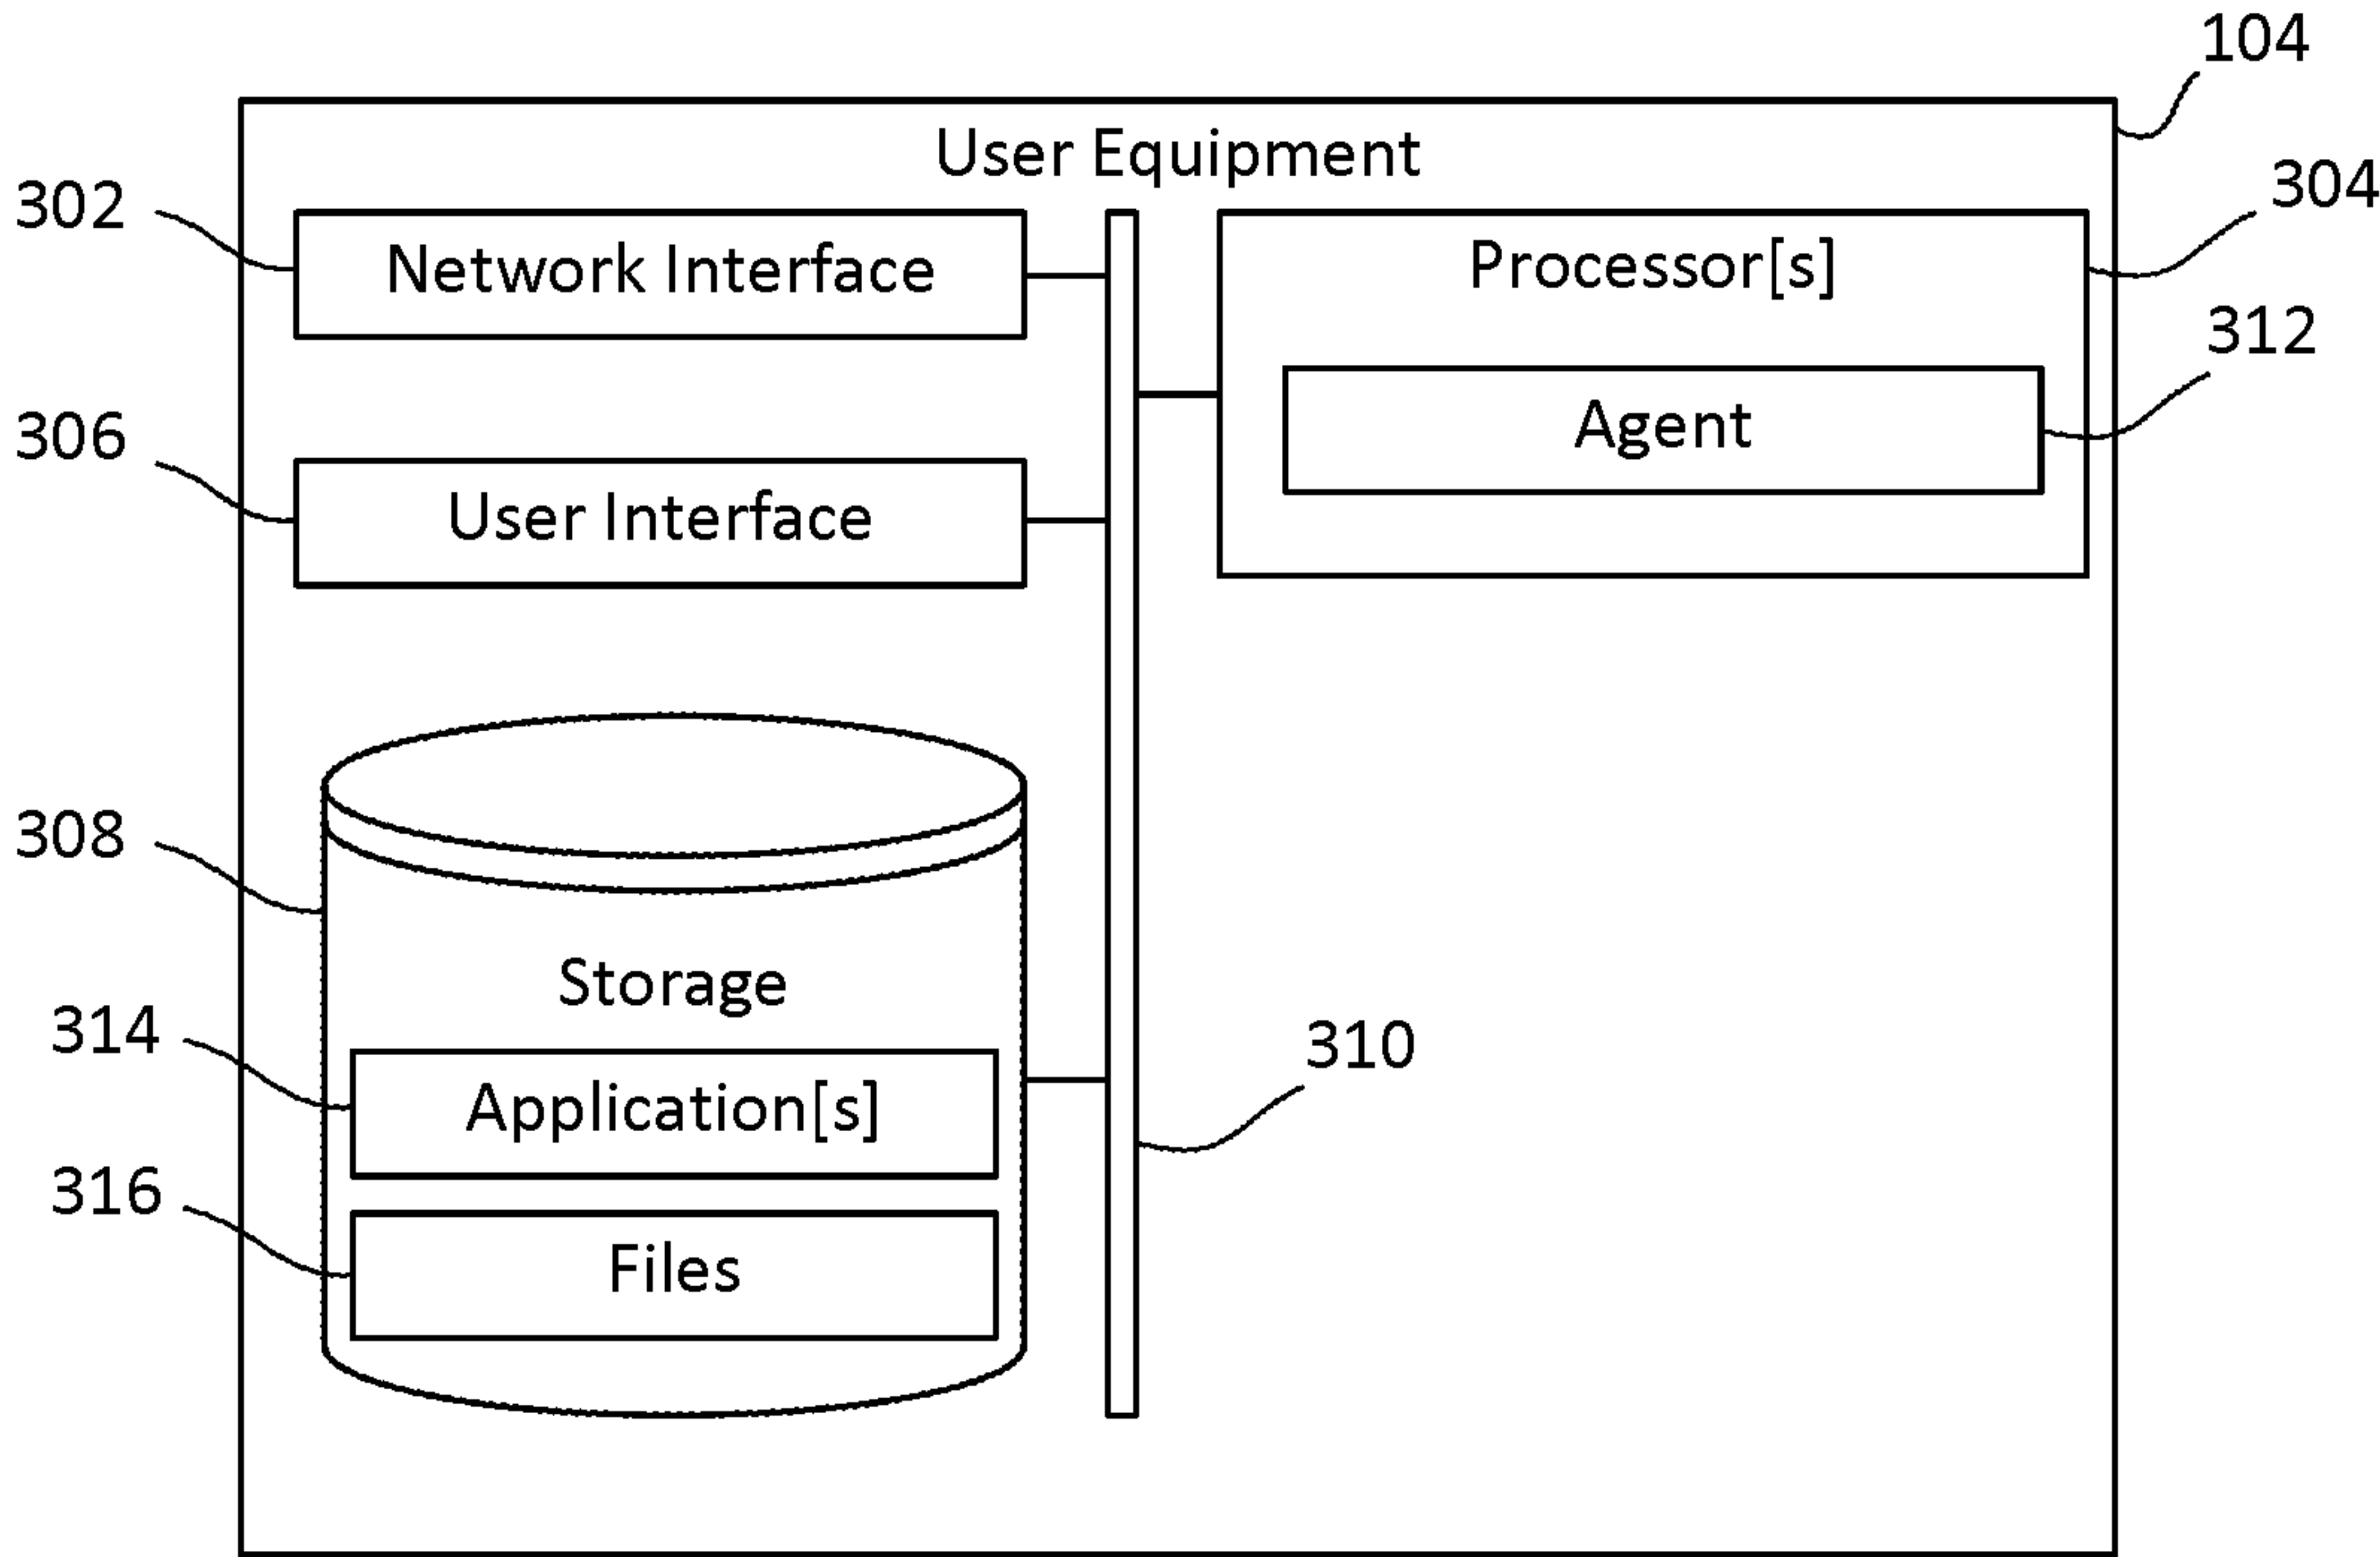 104
User Equipment
302
Network Interface
Processor[s]
304
312
Agent
306
User Interface
308
Storage
314
Application[s]
310
316
Files